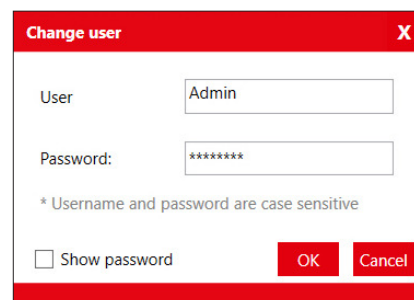 Change user X
User Admin
Password: ********
* Username and password are case sensitive
Show password OK Cancel